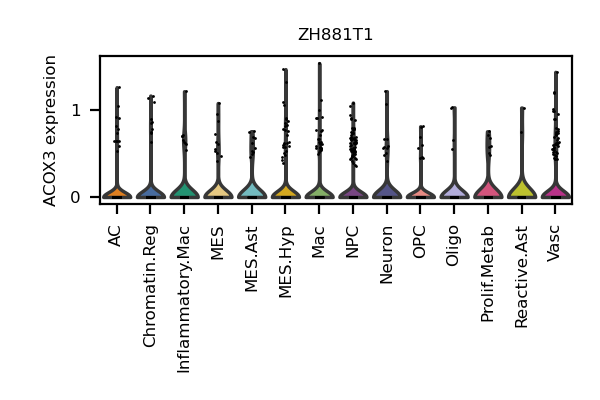 ZH881T1
ACOX3 expression
1
0
AC
Chromatin.Reg
Inflammatory.Mac
MES
MES.Ast
MES.Hyp
Mac
NPC
Neuron
OPC
Oligo
Prolif.Metab
Reactive.Ast
Vasc